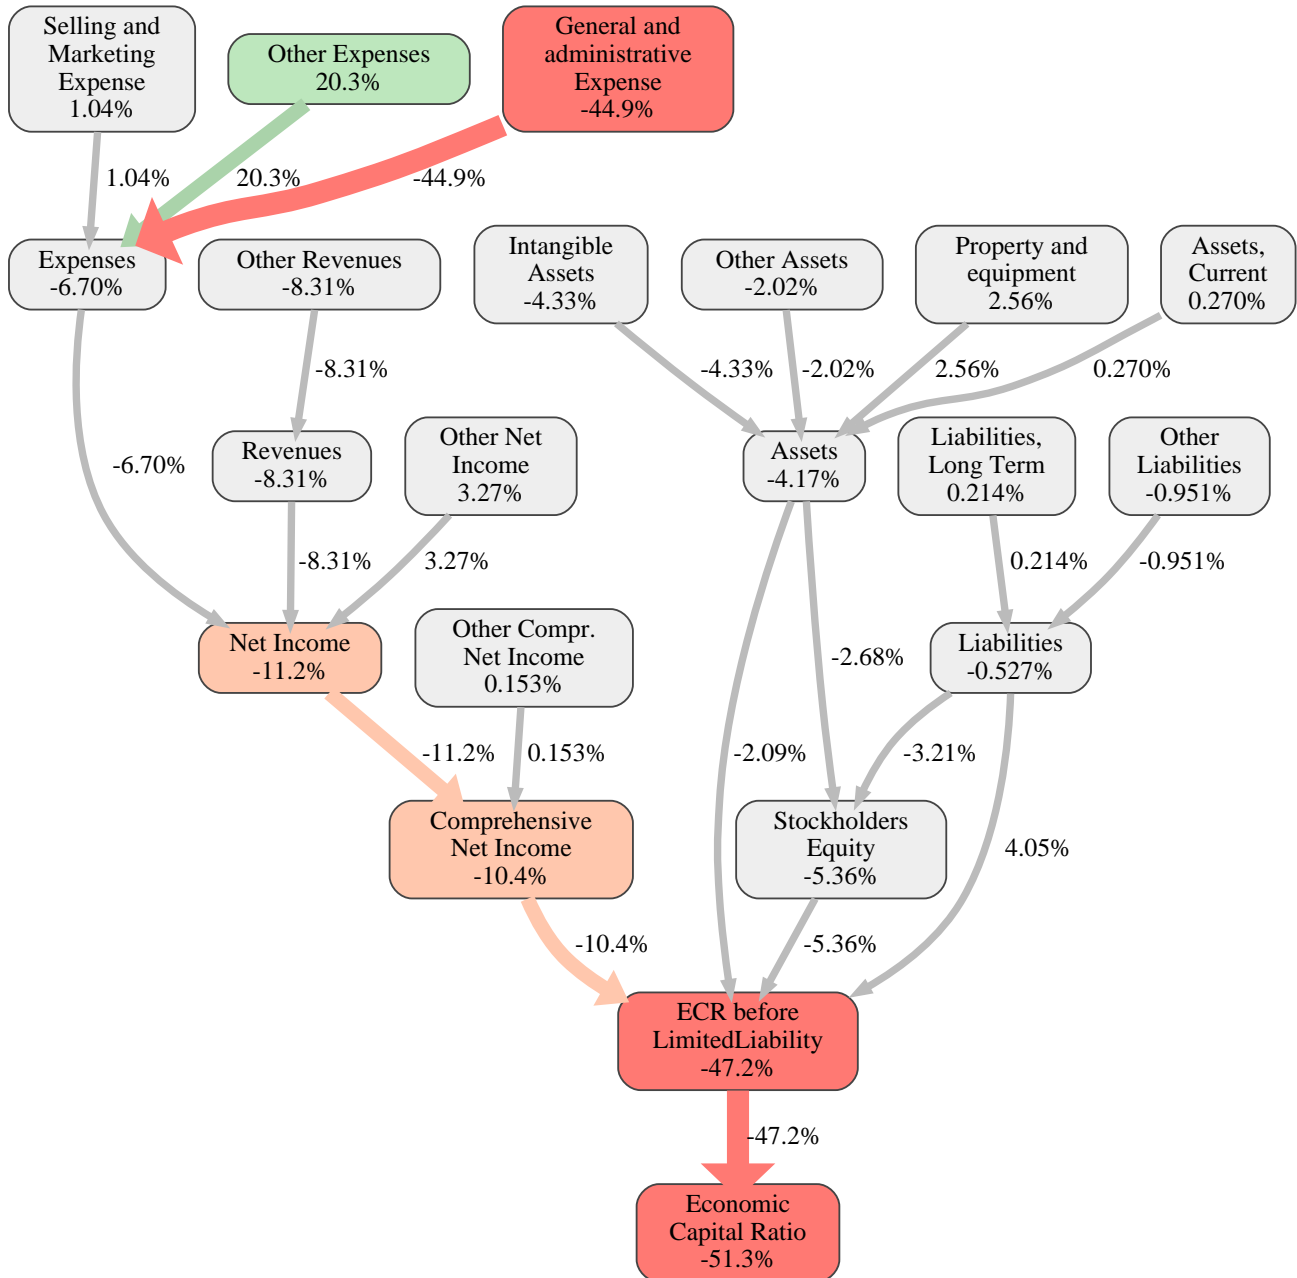 Selling and
Marketing
Expense
1.04%
Other Expenses
20.3%
General and
administrative
Expense
-44.9%
1.04%
20.3%
-44.9%
Expenses
-6.70%
Other Revenues
-8.31%
Intangible
Assets
-4.33%
Other Assets
-2.02%
Property and
equipment
2.56%
Assets,
Current
0.270%
-8.31%
-4.33%
-2.02%
2.56%
0.270%
-6.70%
Revenues
-8.31%
Other Net
Income
3.27%
Assets
-4.17%
Liabilities,
Long Term
0.214%
Other
Liabilities
-0.951%
-8.31%
3.27%
0.214%
-0.951%
Net Income
-11.2%
Other Compr.
Net Income
0.153%
-2.68%
Liabilities
-0.527%
-11.2%
0.153%
-2.09%
-3.21%
Comprehensive
Net Income
-10.4%
Stockholders
Equity
-5.36%
4.05%
-10.4%
-5.36%
ECR before
LimitedLiability
-47.2%
-47.2%
Economic
Capital Ratio
-51.3%